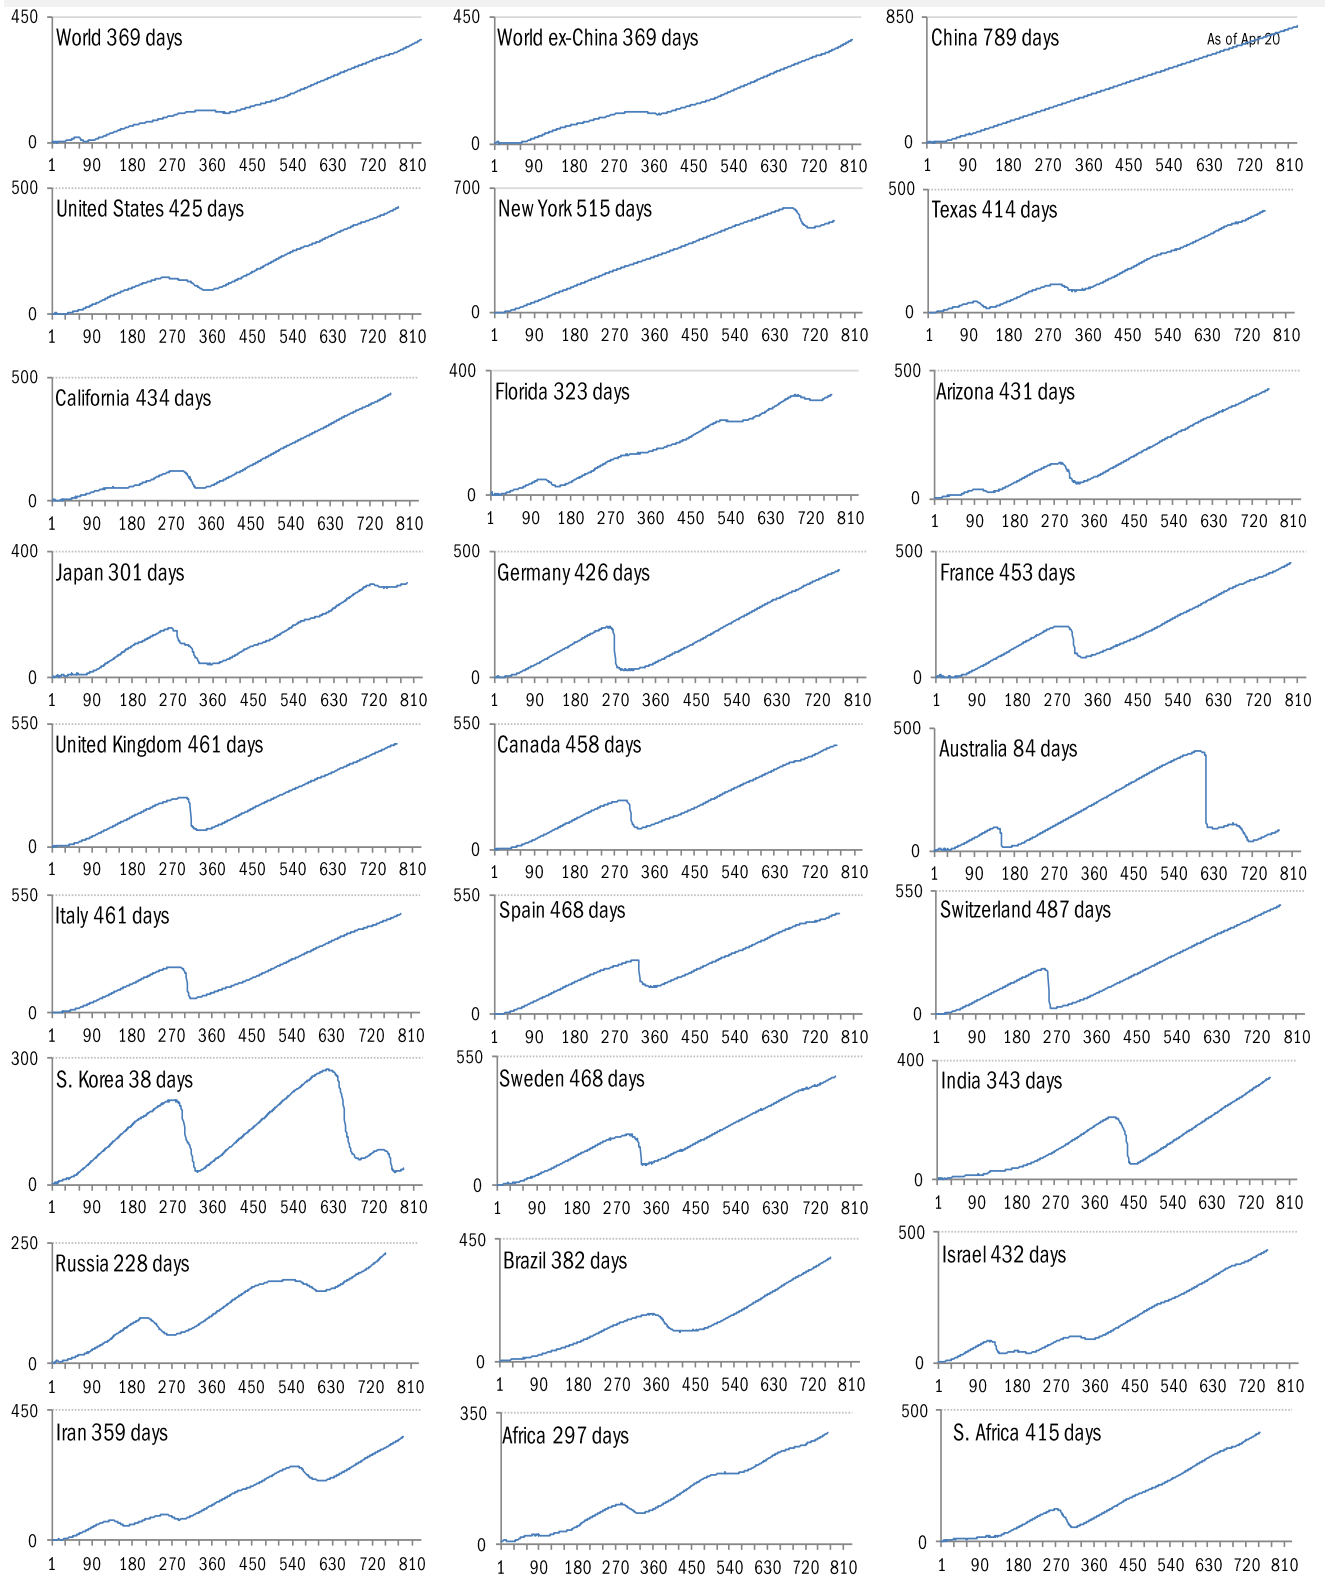 450 450 850
World 369 days World ex-China 369 days China 789 days
As of Apr 20
0 0 0
1 90 180 270 360 450 540 630 720 810 1 90 180 270 360 450 540 630 720 810 1 90 180 270 360 450 540 630 720 810
500 700 500
United States 425 days New York 515 days Texas 414 days
0 0 0
1 90 180 270 360 450 540 630 720 810 1 90 180 270 360 450 540 630 720 810 1 90 180 270 360 450 540 630 720 810
500 400 500
California 434 days Florida 323 days Arizona 431 days
0 0 0
1 90 180 270 360 450 540 630 720 810 1 90 180 270 360 450 540 630 720 810 1 90 180 270 360 450 540 630 720 810
400 500 500
Japan 301 days Germany 426 days France 453 days
0 0 0
1 90 180 270 360 450 540 630 720 810 1 90 180 270 360 450 540 630 720 810 1 90 180 270 360 450 540 630 720 810
550 550 500
United Kingdom 461 days Canada 458 days Australia 84 days
0 0 0
1 90 180 270 360 450 540 630 720 810 1 90 180 270 360 450 540 630 720 810 1 90 180 270 360 450 540 630 720 810
550 550 550
Italy 461 days Spain 468 days Switzerland 487 days
0 0 0
1 90 180 270 360 450 540 630 720 810 1 90 180 270 360 450 540 630 720 810 1 90 180 270 360 450 540 630 720 810
300 550 400
S. Korea 38 days Sweden 468 days India 343 days
0 0 0
1 90 180 270 360 450 540 630 720 810 1 90 180 270 360 450 540 630 720 810 1 90 180 270 360 450 540 630 720 810
250 450 500
Russia 228 days Brazil 382 days Israel 432 days
0 0 0
1 90 180 270 360 450 540 630 720 810 1 90 180 270 360 450 540 630 720 810 1 90 180 270 360 450 540 630 720 810
450 350 500
Iran 359 days Africa 297 days S. Africa 415 days
0 0 0
1 90 180 270 360 450 540 630 720 810 1 90 180 270 360 450 540 630 720 810 1 90 180 270 360 450 540 630 720 810